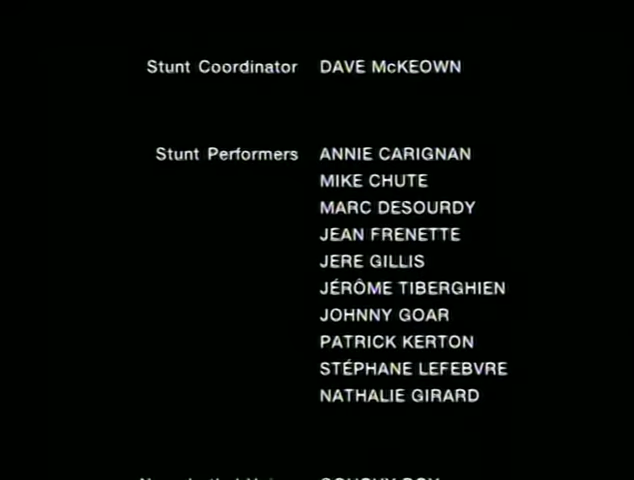 Stunt Coordinator DAVE McKEOWN
Stunt Performers ANNIE CARIGNAN
MIKE CHUTE
MARC DESOURDY
JEAN FRENETTE
JERE GILLIS
JÉRÔME TIBERGHIEN
JOHNNY GOAR
PATRICK KERTON
STÉPHANE LEFEBVRE
NATHALIE GIRARD